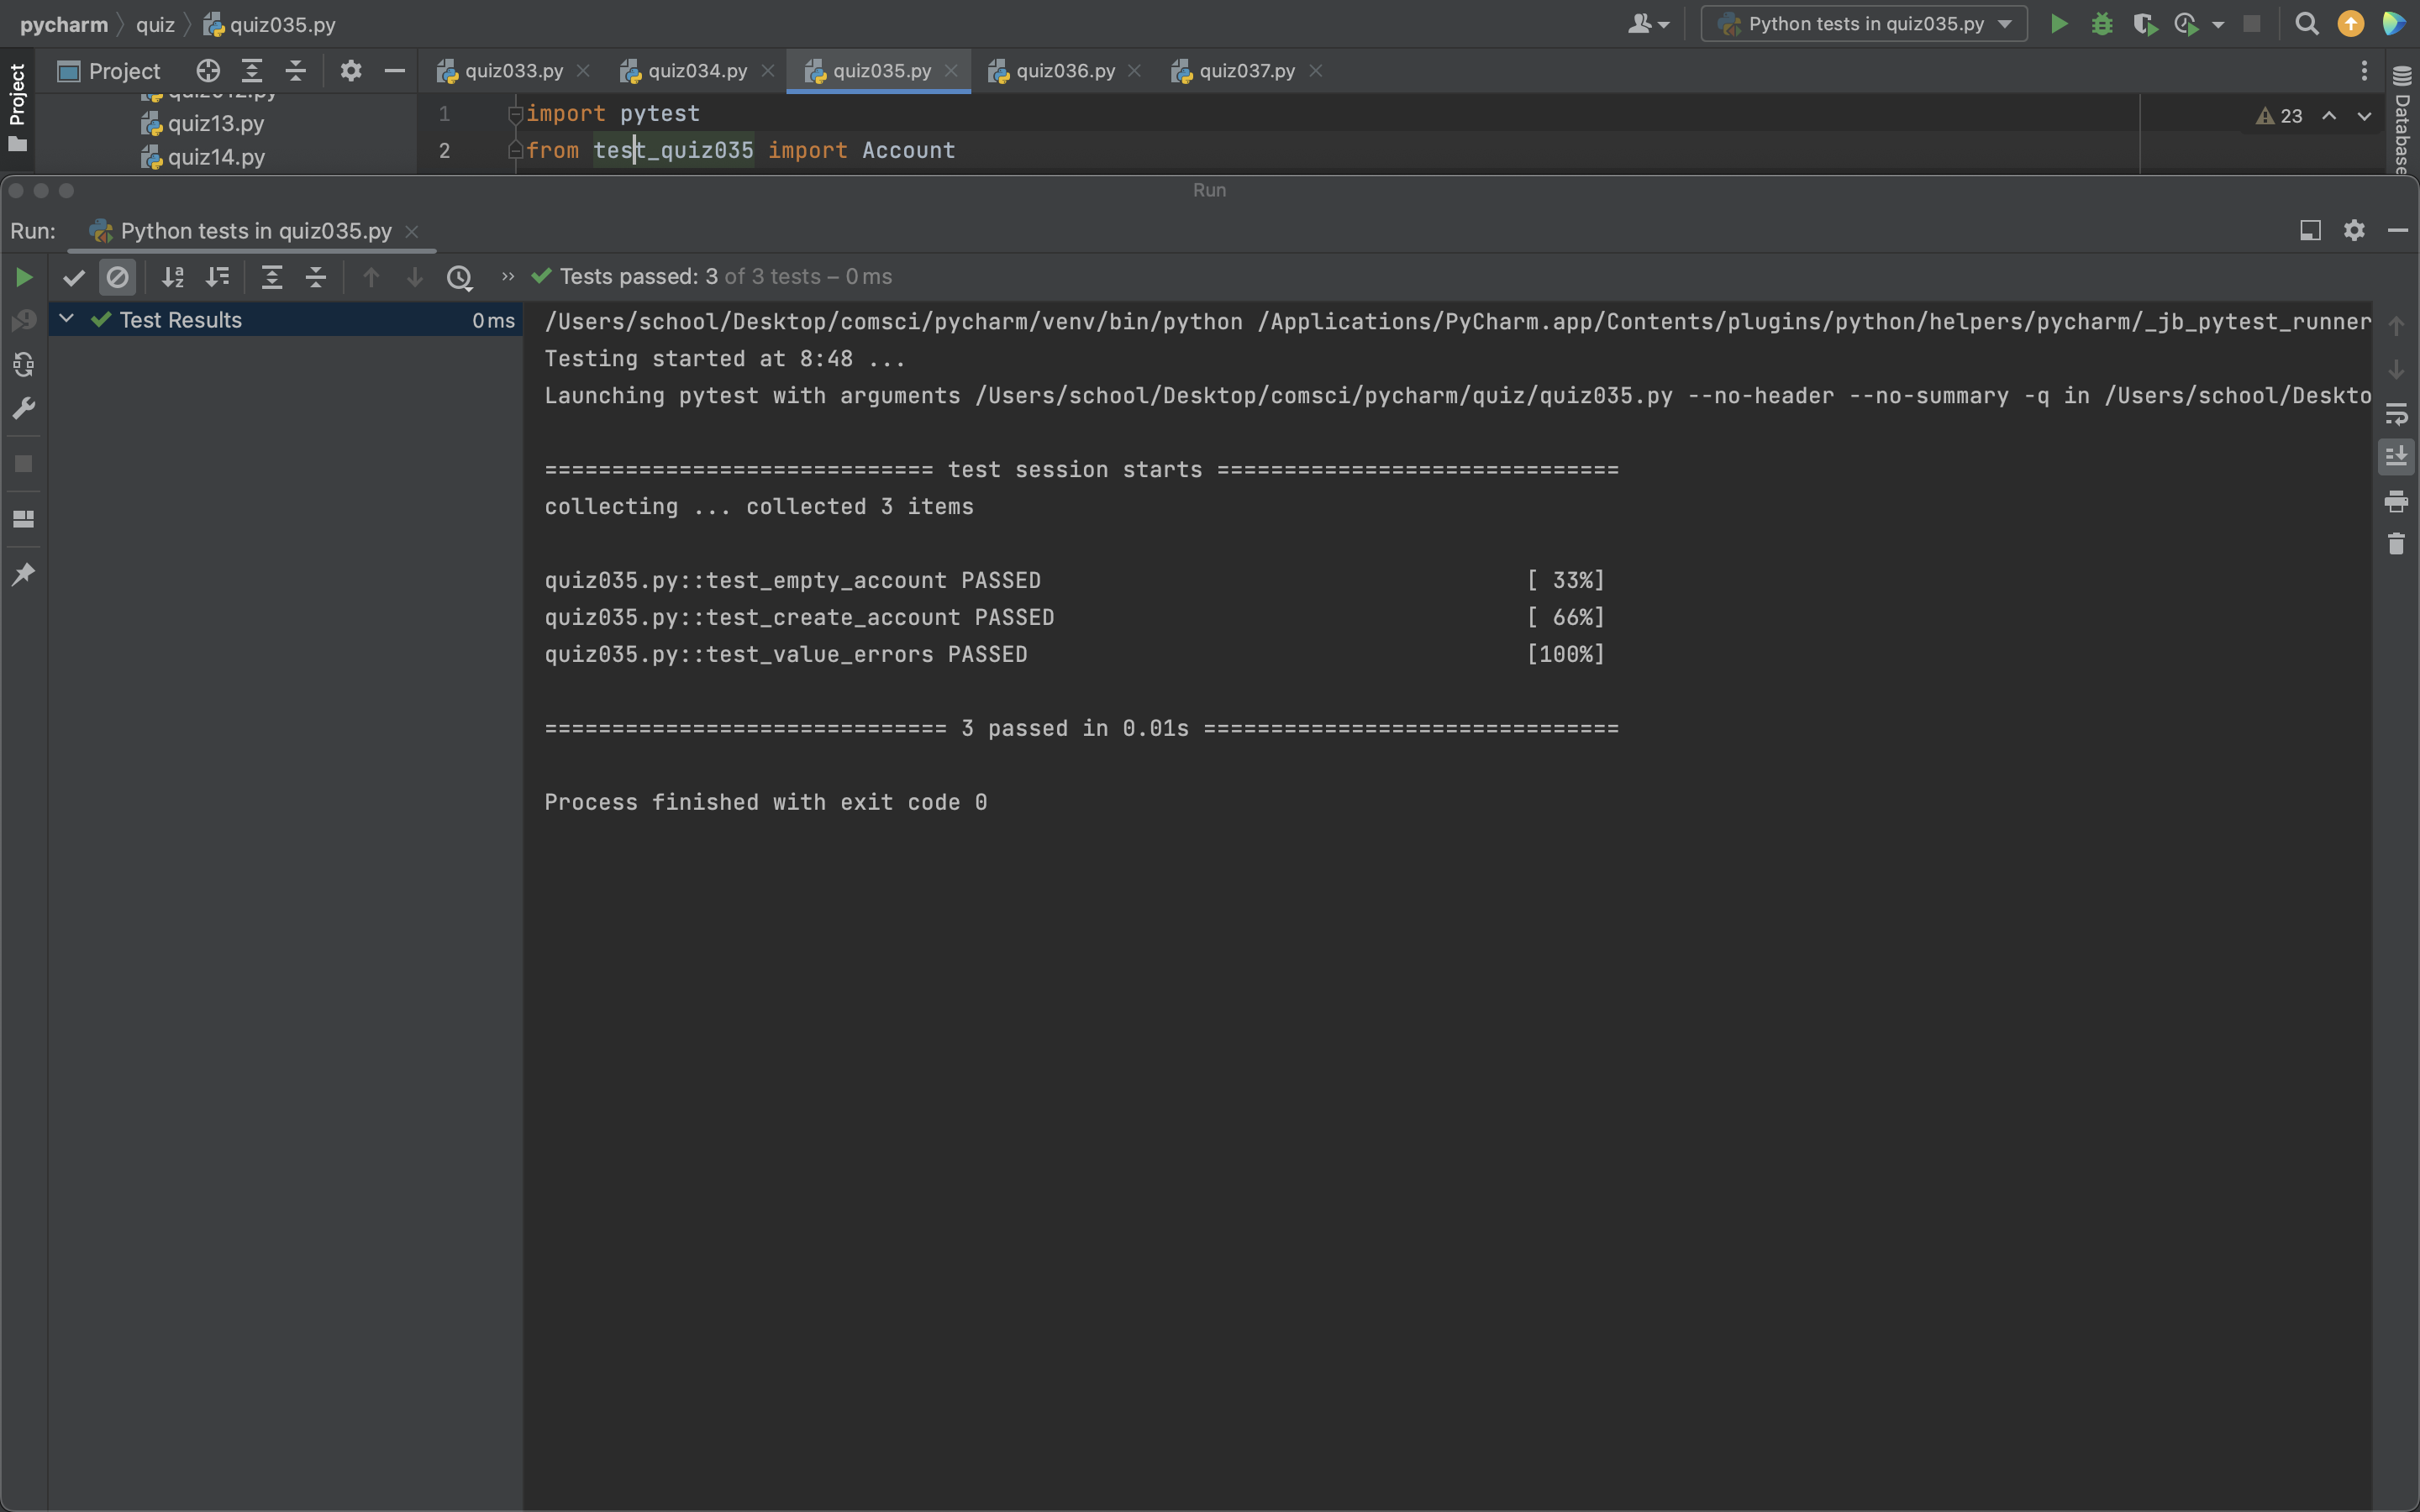 pycharm quiz quiz035.py
Python tests in quiz035.py
Project
Project
quiz033.py
quiz034.py
quiz035.py
quiz036.py
quiz037.py
quiz012.py
quiz13.py
quiz14.py
1 import pytest
2 from test_quiz035 import Account
23
Database
Run
Run: Python tests in quiz035.py
Tests passed: 3 of 3 tests – 0 ms
Test Results 0 ms
/Users/school/Desktop/comsci/pycharm/venv/bin/python /Applications/PyCharm.app/Contents/plugins/python/helpers/pycharm/_jb_pytest_runner
Testing started at 8:48 ...
Launching pytest with arguments /Users/school/Desktop/comsci/pycharm/quiz/quiz035.py --no-header --no-summary -q in /Users/school/Deskto
============================= test session starts ==============================
collecting ... collected 3 items
quiz035.py::test_empty_account PASSED [ 33%]
quiz035.py::test_create_account PASSED [ 66%]
quiz035.py::test_value_errors PASSED [100%]
============================== 3 passed in 0.01s ===============================
Process finished with exit code 0